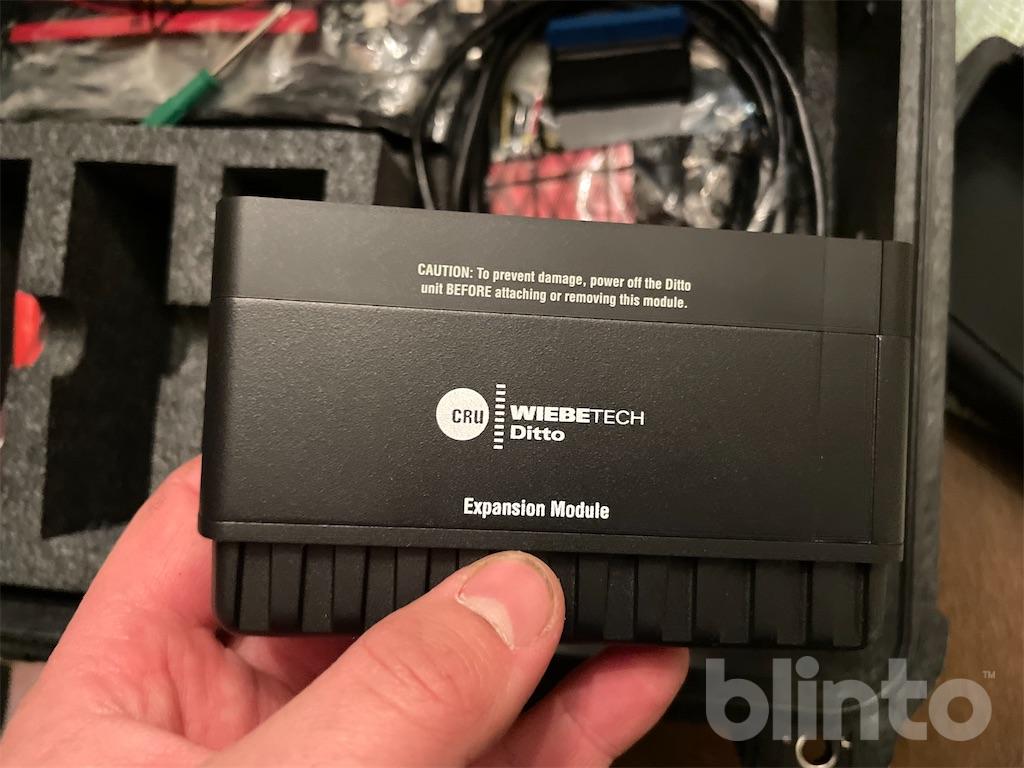 CAUTION: To prevent damage, power off the Ditto
unit BEFORE attaching or removing this module.
CRU WIEBETECH
Ditto
Expansion Module
blinto™